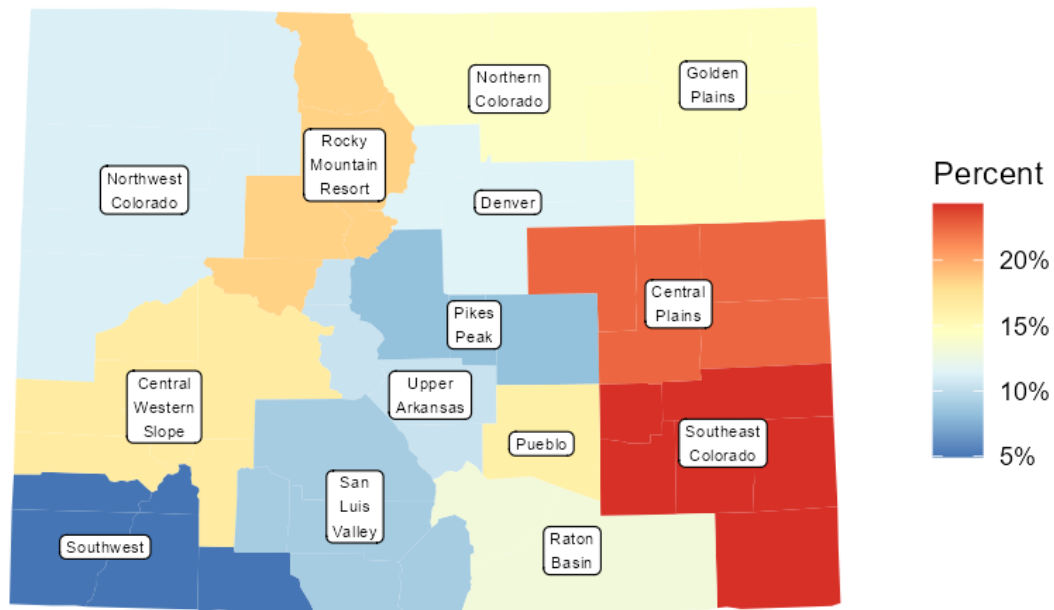 Northern
Colorado
Golden
Plains
Rocky
Mountain
Resort
Northwest
Colorado
Denver
Central
Plains
Pikes
Peak
Central
Western
Slope
Upper
Arkansas
Pueblo
Southeast
Colorado
San
Luis
Valley
Southwest
Raton
Basin
Percent
20%
15%
10%
5%